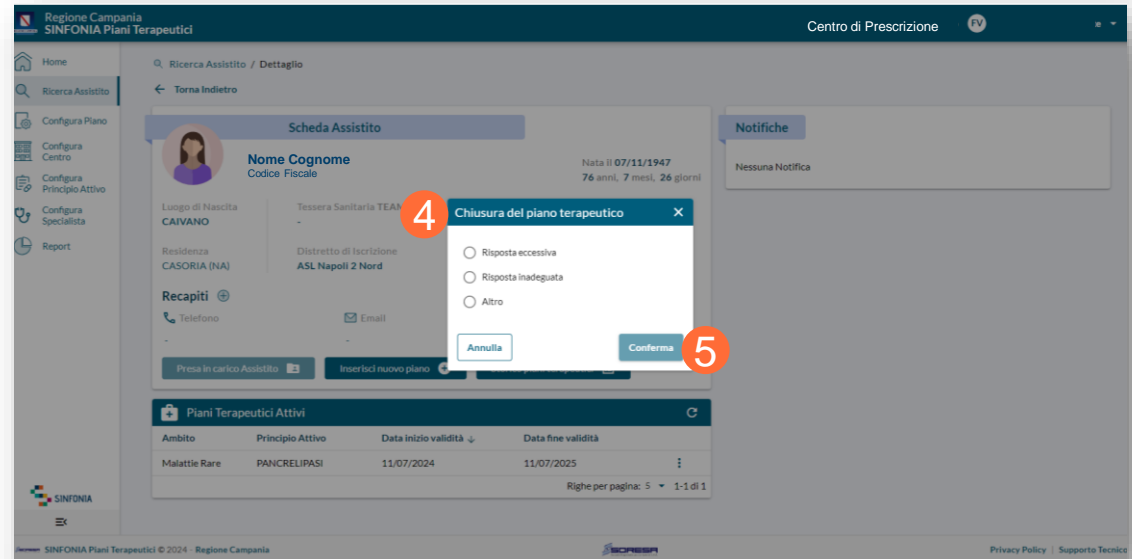 Regione Campania
SINFONIA Piani Terapeutici
Centro di Prescrizione
FV
Home
Ricerca Assistito
Configura Piano
Configura
Centro
Configura
Principio Attivo
Configura
Specialista
Report
Ricerca Assistito / Dettaglio
Torna Indietro
Scheda Assistito
Nome Cognome
Codice Fiscale
Nata il 07/11/1947
76 anni, 7 mesi, 26 giorni
Luogo di Nascita
CAIVANO
Tessera Sanitaria TEAM
-
Residenza
CASORIA (NA)
Distretto di Iscrizione
ASL Napoli 2 Nord
Recapiti
Telefono
-
Email
-
Presa in carico Assistito
Inserisci nuovo piano
Notifiche
Nessuna Notifica
4
Chiusura del piano terapeutico
Risposta eccessiva
Risposta inadeguata
Altro
Annulla
Conferma
5
Piani Terapeutici Attivi
Ambito Principio Attivo Data inizio validità Data fine validità
Malattie Rare PANCRELIPASI 11/07/2024 11/07/2025
Righe per pagina: 5 1-1 di 1
SINFONIA
SINFONIA Piani Terapeutici © 2024 - Regione Campania
SORESA
Privacy Policy | Supporto Tecnico